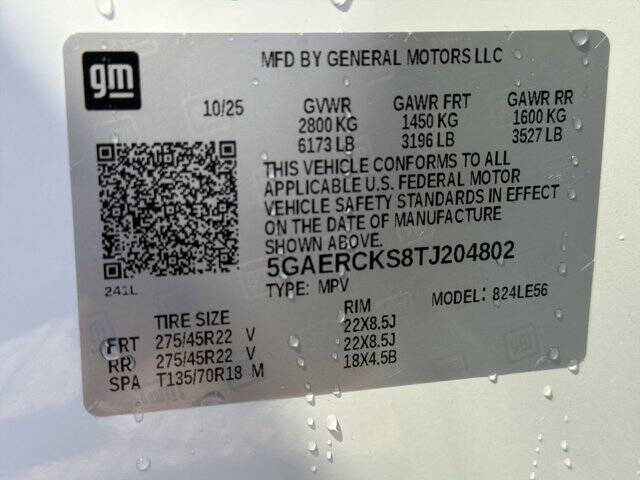 gm
MFD BY GENERAL MOTORS LLC
10/25 GVWR GAWR FRT GAWR RR
2800 KG 1450 KG 1600 KG
6173 LB 3196 LB 3527 LB
THIS VEHICLE CONFORMS TO ALL
APPLICABLE U.S. FEDERAL MOTOR
VEHICLE SAFETY STANDARDS IN EFFECT
ON THE DATE OF MANUFACTURE
SHOWN ABOVE.
5GAERCKS8TJ204802
241L
TYPE: MPV MODEL: 824LE56
TIRE SIZE RIM
FRT 275/45R22 V 22X8.5J
RR 275/45R22 V 22X8.5J
SPA T135/70R18 M 18X4.5B